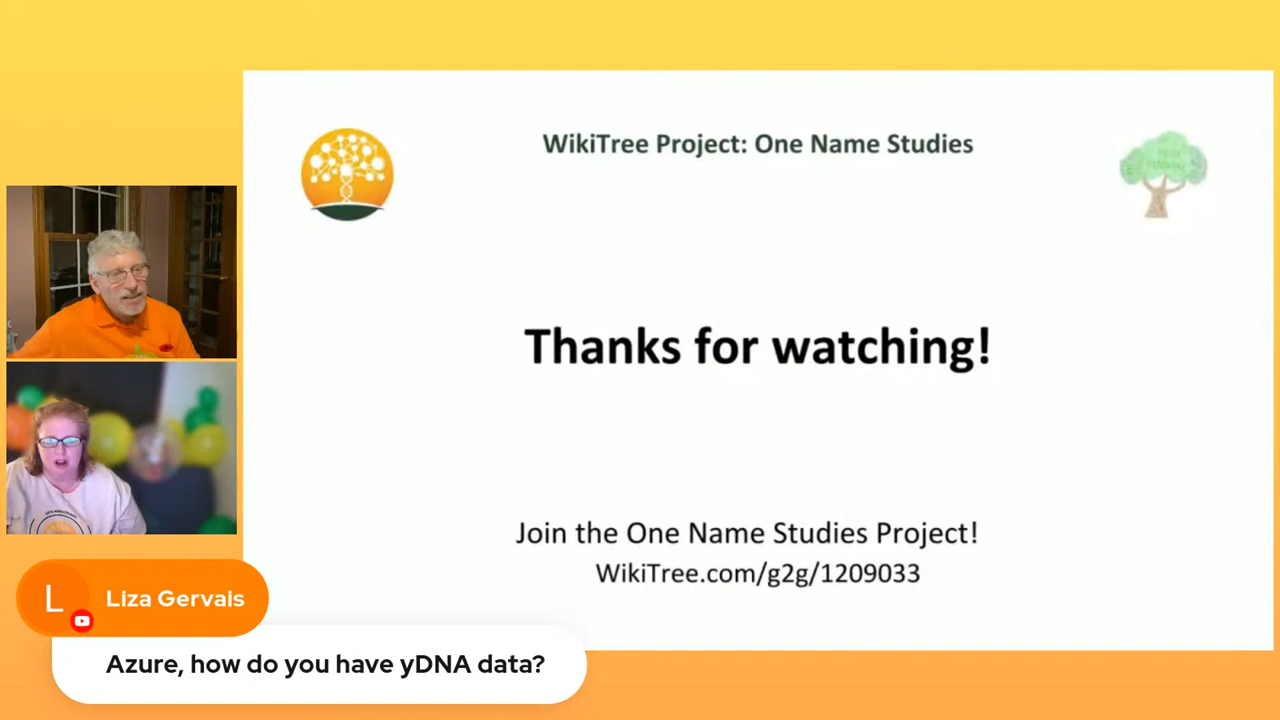 WikiTree Project: One Name Studies
Thanks for watching!
Join the One Name Studies Project!
WikiTree.com/g2g/1209033
L
Liza Gervais
Azure, how do you have yDNA data?